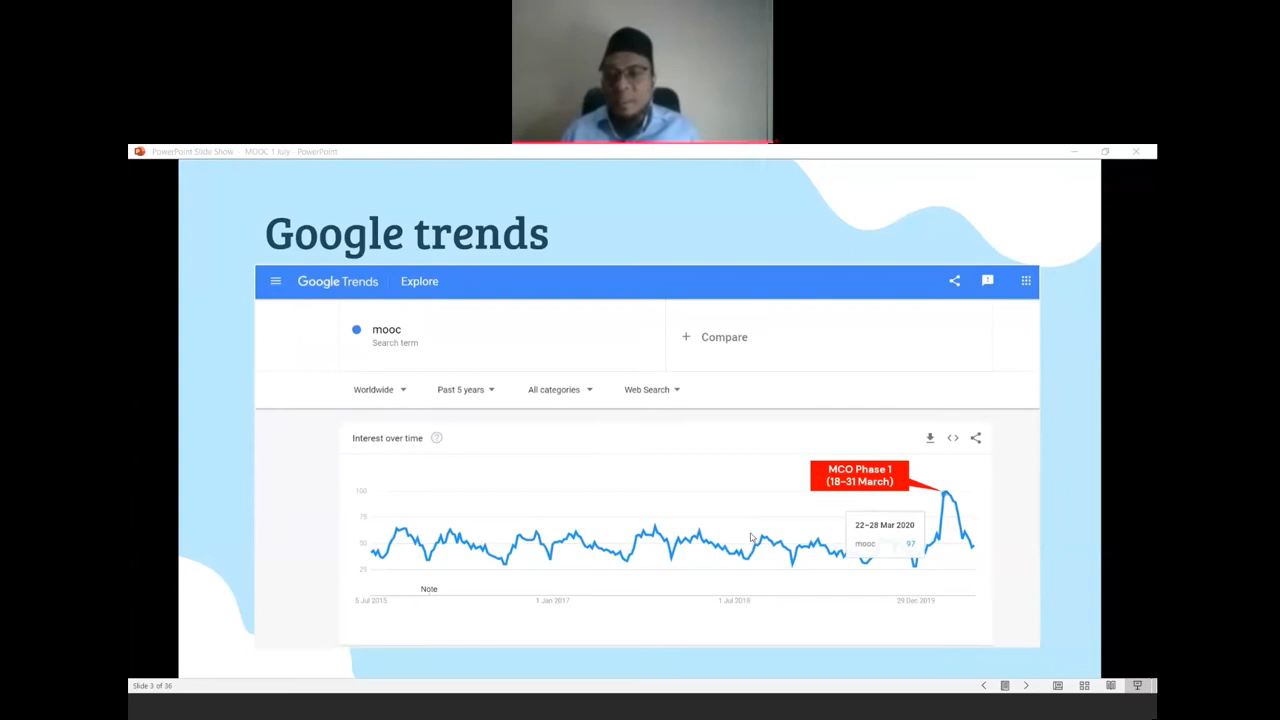 PowerPoint Slide Show - MOOC 1 July - PowerPoint
Google trends
Google Trends Explore
mooc
Search term
+ Compare
Worldwide Past 5 years All categories Web Search
Interest over time ?
MCO Phase 1
(18-31 March)
100
75
50
25
22–28 Mar 2020
mooc 97
Note
5 Jul 2015 1 Jan 2017 1 Jul 2018 29 Dec 2019
Slide 3 of 36